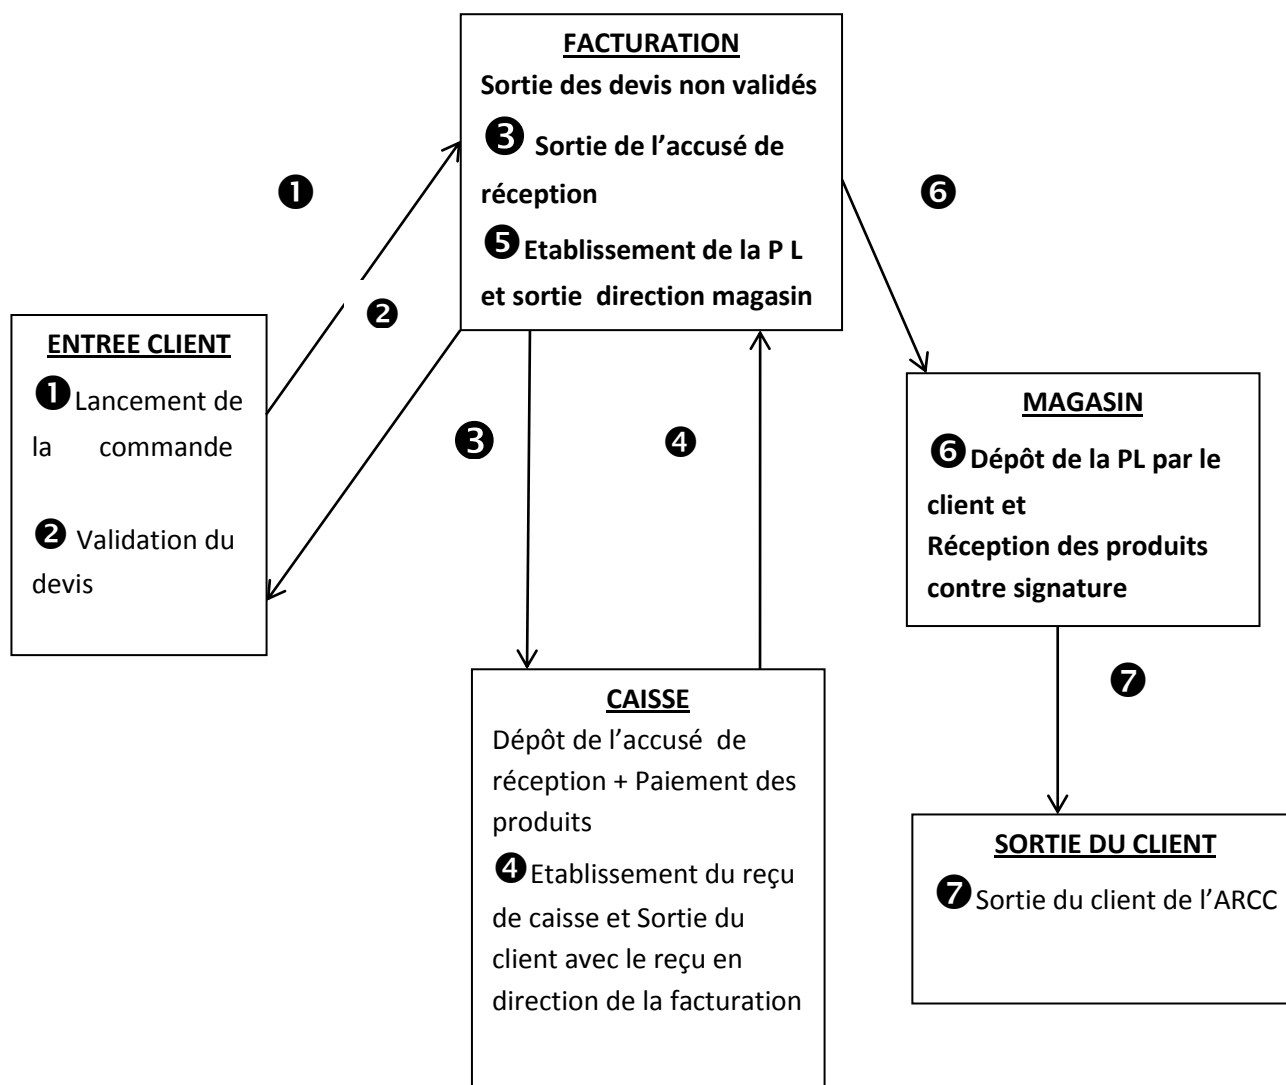 FACTURATION
Sortie des devis non validés
❸ Sortie de l’accusé de
réception
❺Etablissement de la P L
et sortie direction magasin
❶
❻
❷
ENTREE CLIENT
❶Lancement de
la commande
❷ Validation du
devis
❸
❹
MAGASIN
❻Dépôt de la PL par le
client et
Réception des produits
contre signature
❼
CAISSE
Dépôt de l’accusé de
réception + Paiement des
produits
❹Etablissement du reçu
de caisse et Sortie du
client avec le reçu en
direction de la facturation
SORTIE DU CLIENT
❼Sortie du client de l’ARCC